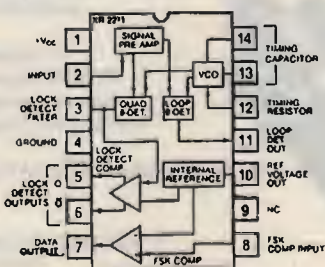 XR 2211
+Vcc
1
INPUT
2
LOCK
DETECT
FILTER
3
GROUND
4
LOCK
DETECT
OUTPUTS
Q
5
Q̅
6
DATA
OUTPUT
7
SIGNAL
PRE AMP
QUAD
Ø-DET.
LOOP
Ø DET.
VCO
LOCK
DETECT
COMP
INTERNAL
REFERENCE
FSK COMP
14
TIMING
CAPACITOR
13
12
TIMING
RESISTOR
11
LOOP
DET
OUT
10
REF
VOLTAGE
OUT
9
NC
8
FSK
COMP INPUT